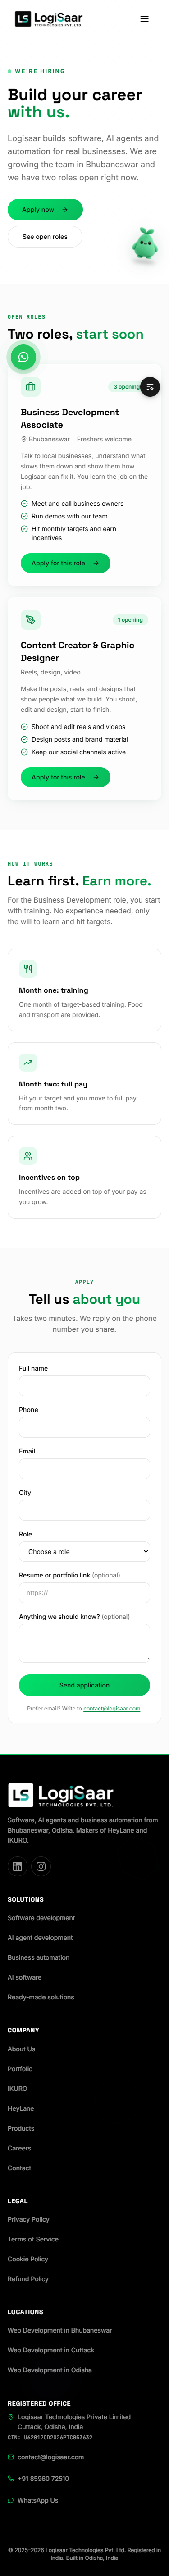 LogiSaar
TECHNOLOGIES PVT. LTD.
WE'RE HIRING
Build your career
with us.
Logisaar builds software, AI agents and
automation for real businesses. We are
growing the team in Bhubaneswar and
we have two roles open right now.
Apply now
See open roles
OPEN ROLES
Two roles, start soon
3 opening
Business Development
Associate
Bhubaneswar Freshers welcome
Talk to local businesses, understand what
slows them down and show them how
Logisaar can fix it. You learn the job on the
job.
Meet and call business owners
Run demos with our team
Hit monthly targets and earn
incentives
Apply for this role
1 opening
Content Creator & Graphic
Designer
Reels, design, video
Make the posts, reels and designs that
show people what we build. You shoot,
edit and design, start to finish.
Shoot and edit reels and videos
Design posts and brand material
Keep our social channels active
Apply for this role
HOW IT WORKS
Learn first. Earn more.
For the Business Development role, you start
with training. No experience needed, only
the will to learn and hit targets.
Month one: training
One month of target-based training. Food
and transport are provided.
Month two: full pay
Hit your target and you move to full pay
from month two.
Incentives on top
Incentives are added on top of your pay as
you grow.
APPLY
Tell us about you
Takes two minutes. We reply on the phone
number you share.
Full name
Phone
Email
City
Role
Choose a role
Resume or portfolio link (optional)
https://
Anything we should know? (optional)
Send application
Prefer email? Write to contact@logisaar.com.
LogiSaar
TECHNOLOGIES PVT. LTD.
Software, AI agents and business automation from
Bhubaneswar, Odisha. Makers of HeyLane and
IKURO.
SOLUTIONS
Software development
AI agent development
Business automation
AI software
Ready-made solutions
COMPANY
About Us
Portfolio
IKURO
HeyLane
Products
Careers
Contact
LEGAL
Privacy Policy
Terms of Service
Cookie Policy
Refund Policy
LOCATIONS
Web Development in Bhubaneswar
Web Development in Cuttack
Web Development in Odisha
REGISTERED OFFICE
Logisaar Technologies Private Limited
Cuttack, Odisha, India
CIN: U62012OD2026PTC053632
contact@logisaar.com
+91 85960 72510
WhatsApp Us
© 2025–2026 Logisaar Technologies Pvt. Ltd. Registered in
India. Built in Odisha, India